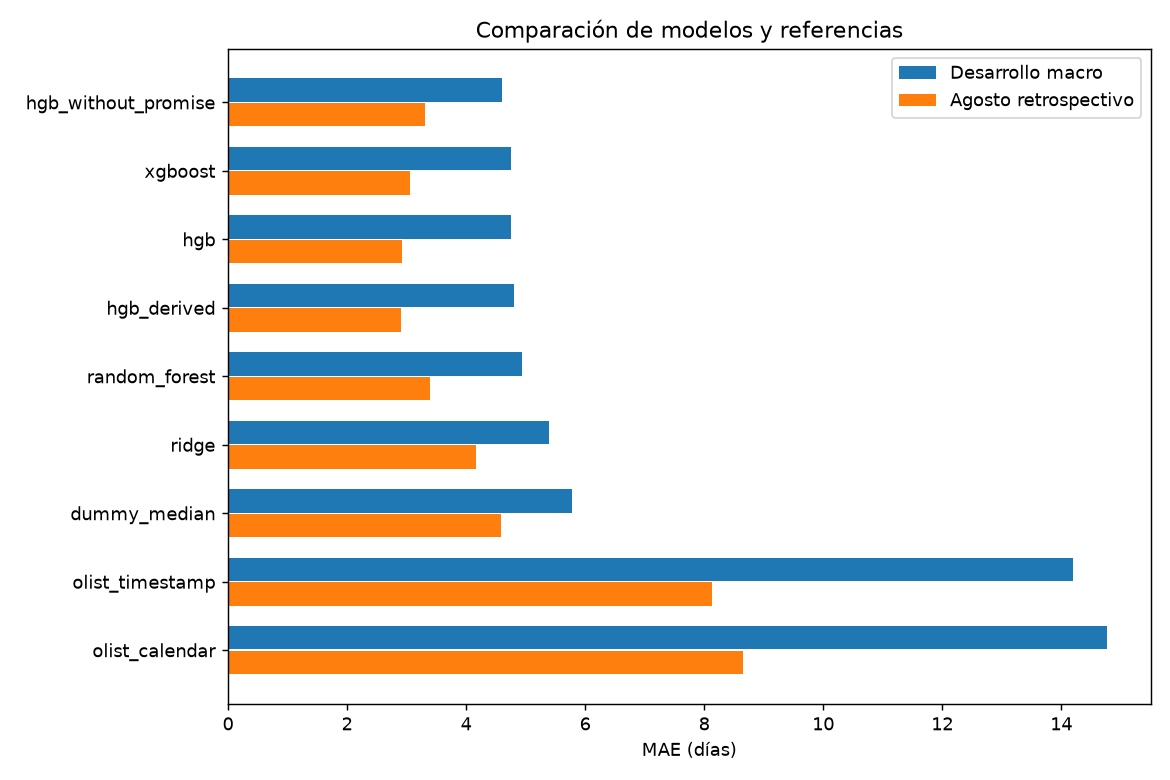 Comparación de modelos y referencias
Desarrollo macro
Agosto retrospectivo
hgb_without_promise
xgboost
hgb
hgb_derived
random_forest
ridge
dummy_median
olist_timestamp
olist_calendar
0 2 4 6 8 10 12 14
MAE (días)